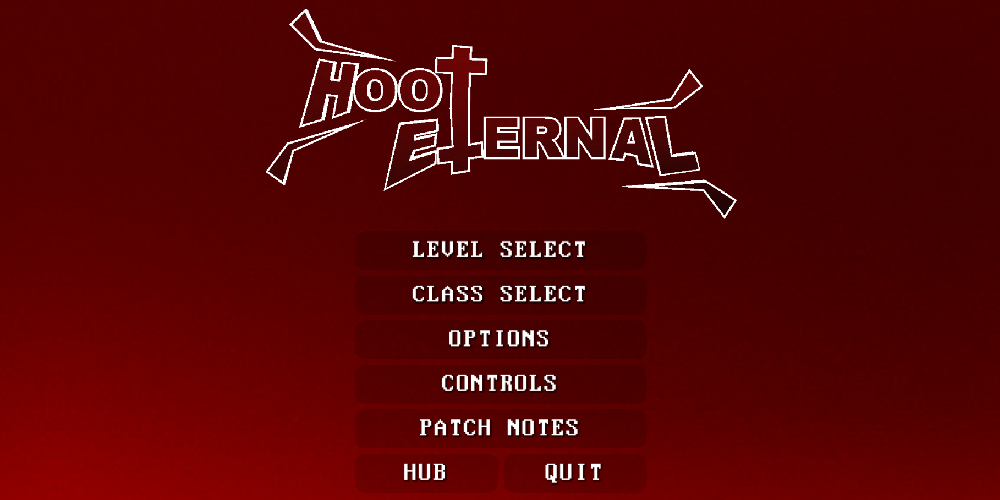 HOOT
ETERNAL
LEVEL SELECT
CLASS SELECT
OPTIONS
CONTROLS
PATCH NOTES
HUB QUIT